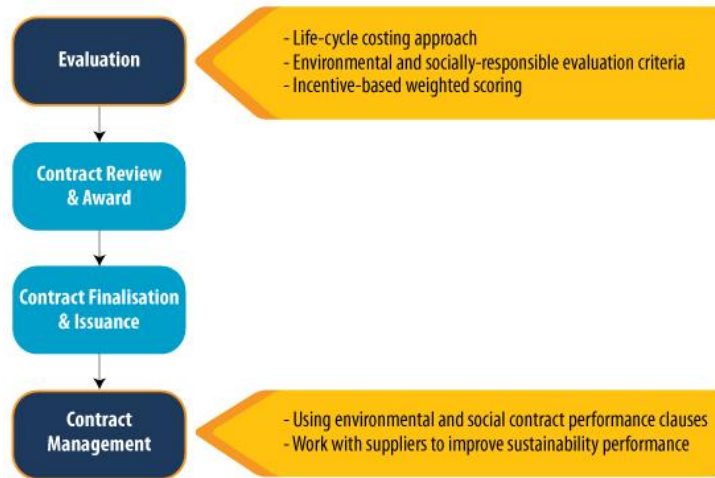 Evaluation
- Life-cycle costing approach
- Environmental and socially-responsible evaluation criteria
- Incentive-based weighted scoring
Contract Review
& Award
Contract Finalisation
& Issuance
Contract
Management
- Using environmental and social contract performance clauses
- Work with suppliers to improve sustainability performance